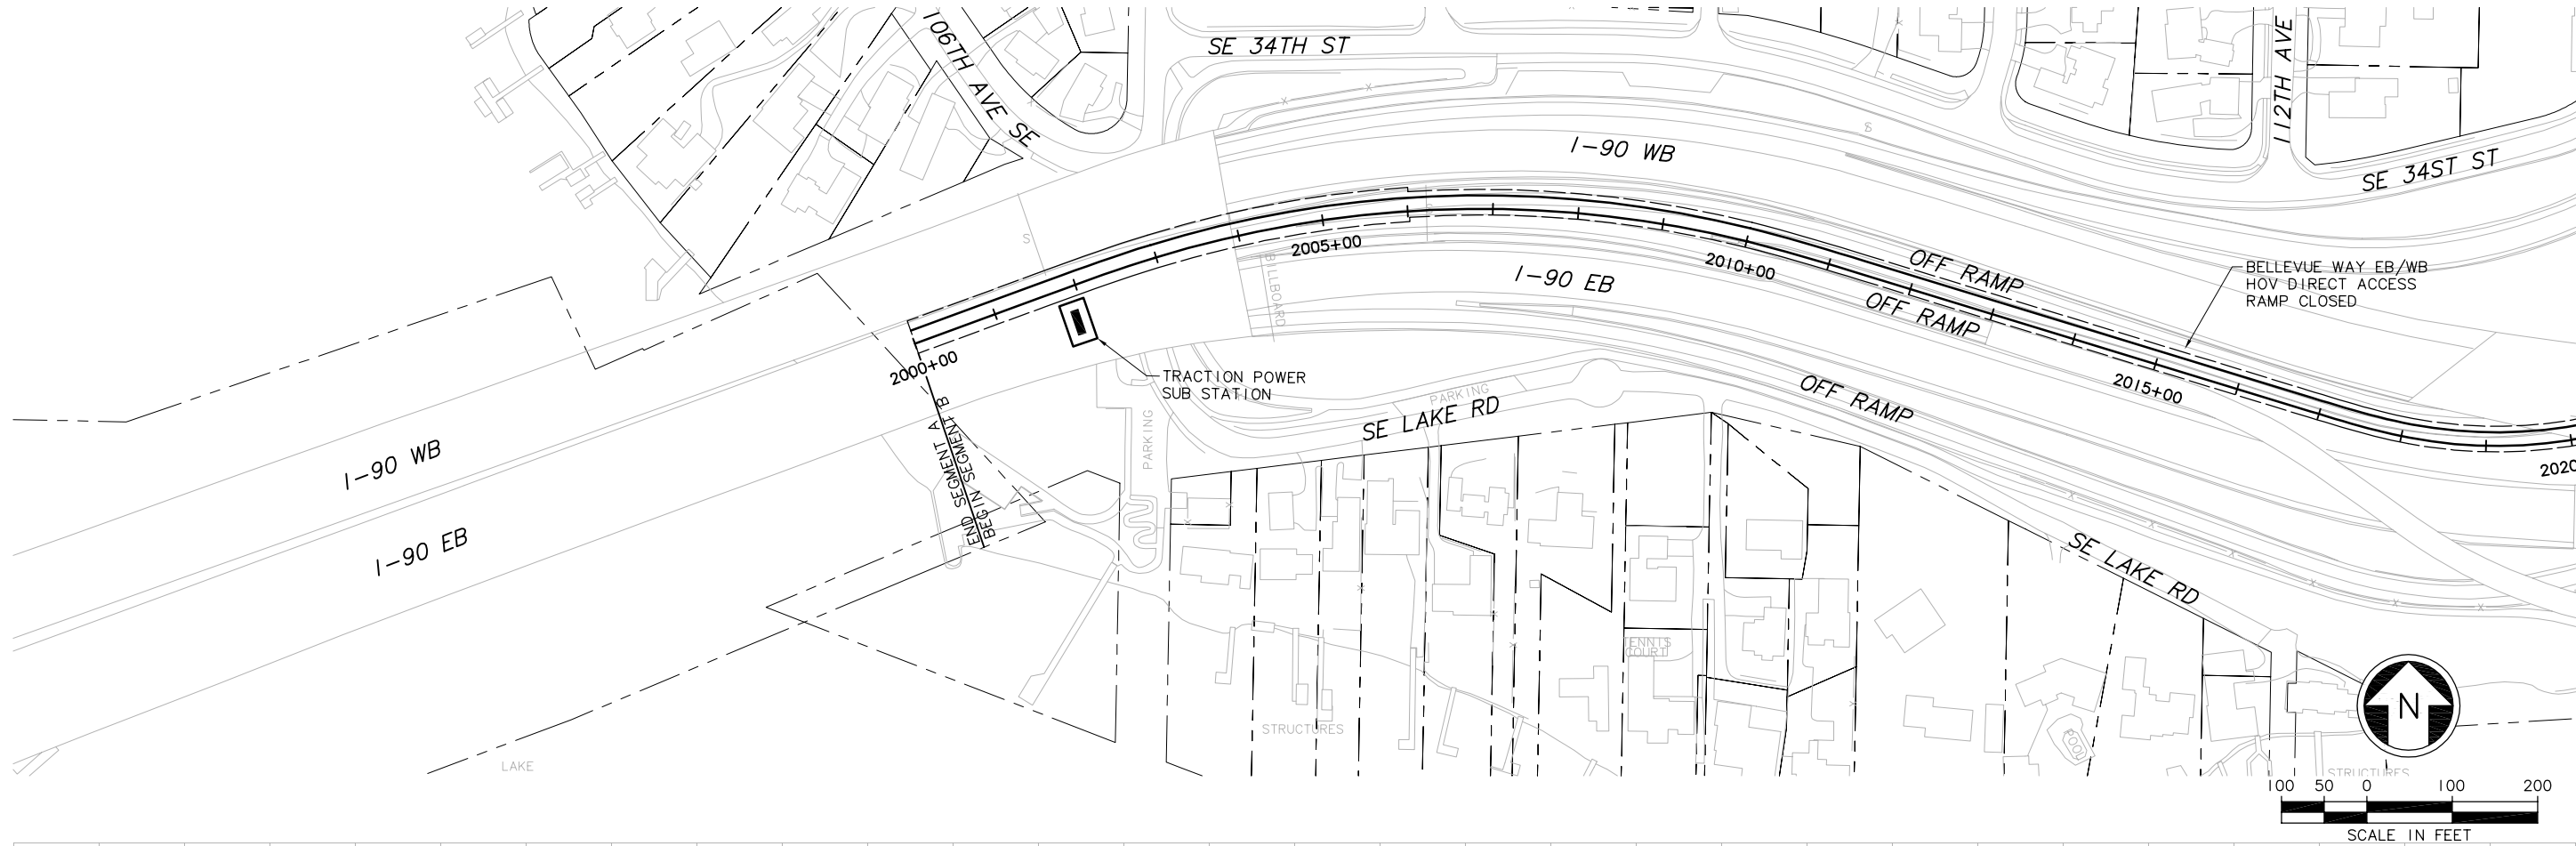 106TH AVE SE
SE 34TH ST
112TH AVE
SE 34ST ST
I-90 WB
S
S
2005+00
BILLBOARD
I-90 EB
2010+00
OFF RAMP
OFF RAMP
BELLEVUE WAY EB/WB
HOV DIRECT ACCESS
RAMP CLOSED
2000+00
TRACTION POWER
SUB STATION
PARKING
PARKING
SE LAKE RD
OFF RAMP
2015+00
2020
I-90 WB
I-90 EB
END SEGMENT A
BEGIN SEGMENT B
SE LAKE RD
TENNIS
COURT
STRUCTURES
LAKE
POOL
STRUCTURES
N
100 50 0 100 200
SCALE IN FEET